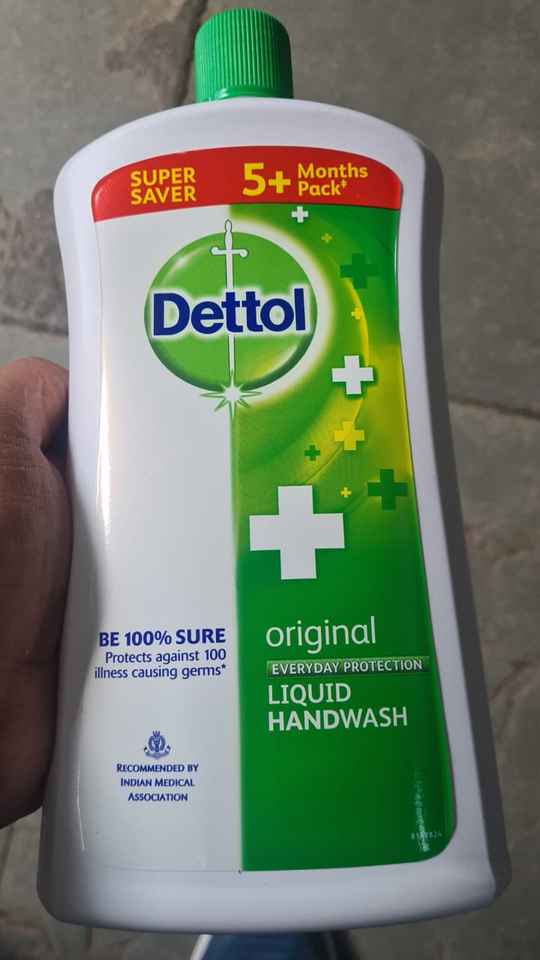 SUPER
SAVER
5+ Months
Pack‡
Dettol
BE 100% SURE
Protects against 100
illness causing germs*
RECOMMENDED BY
INDIAN MEDICAL
ASSOCIATION
original
EVERYDAY PROTECTION
LIQUID
HANDWASH